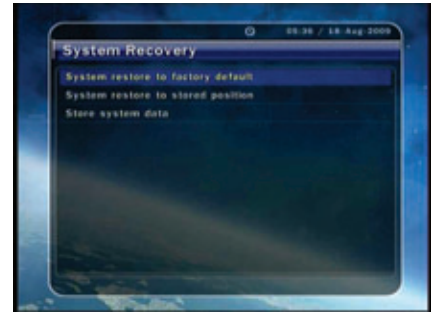 05:36 / 18 Aug 2009
System Recovery
System restore to factory default
System restore to stored position
Store system data